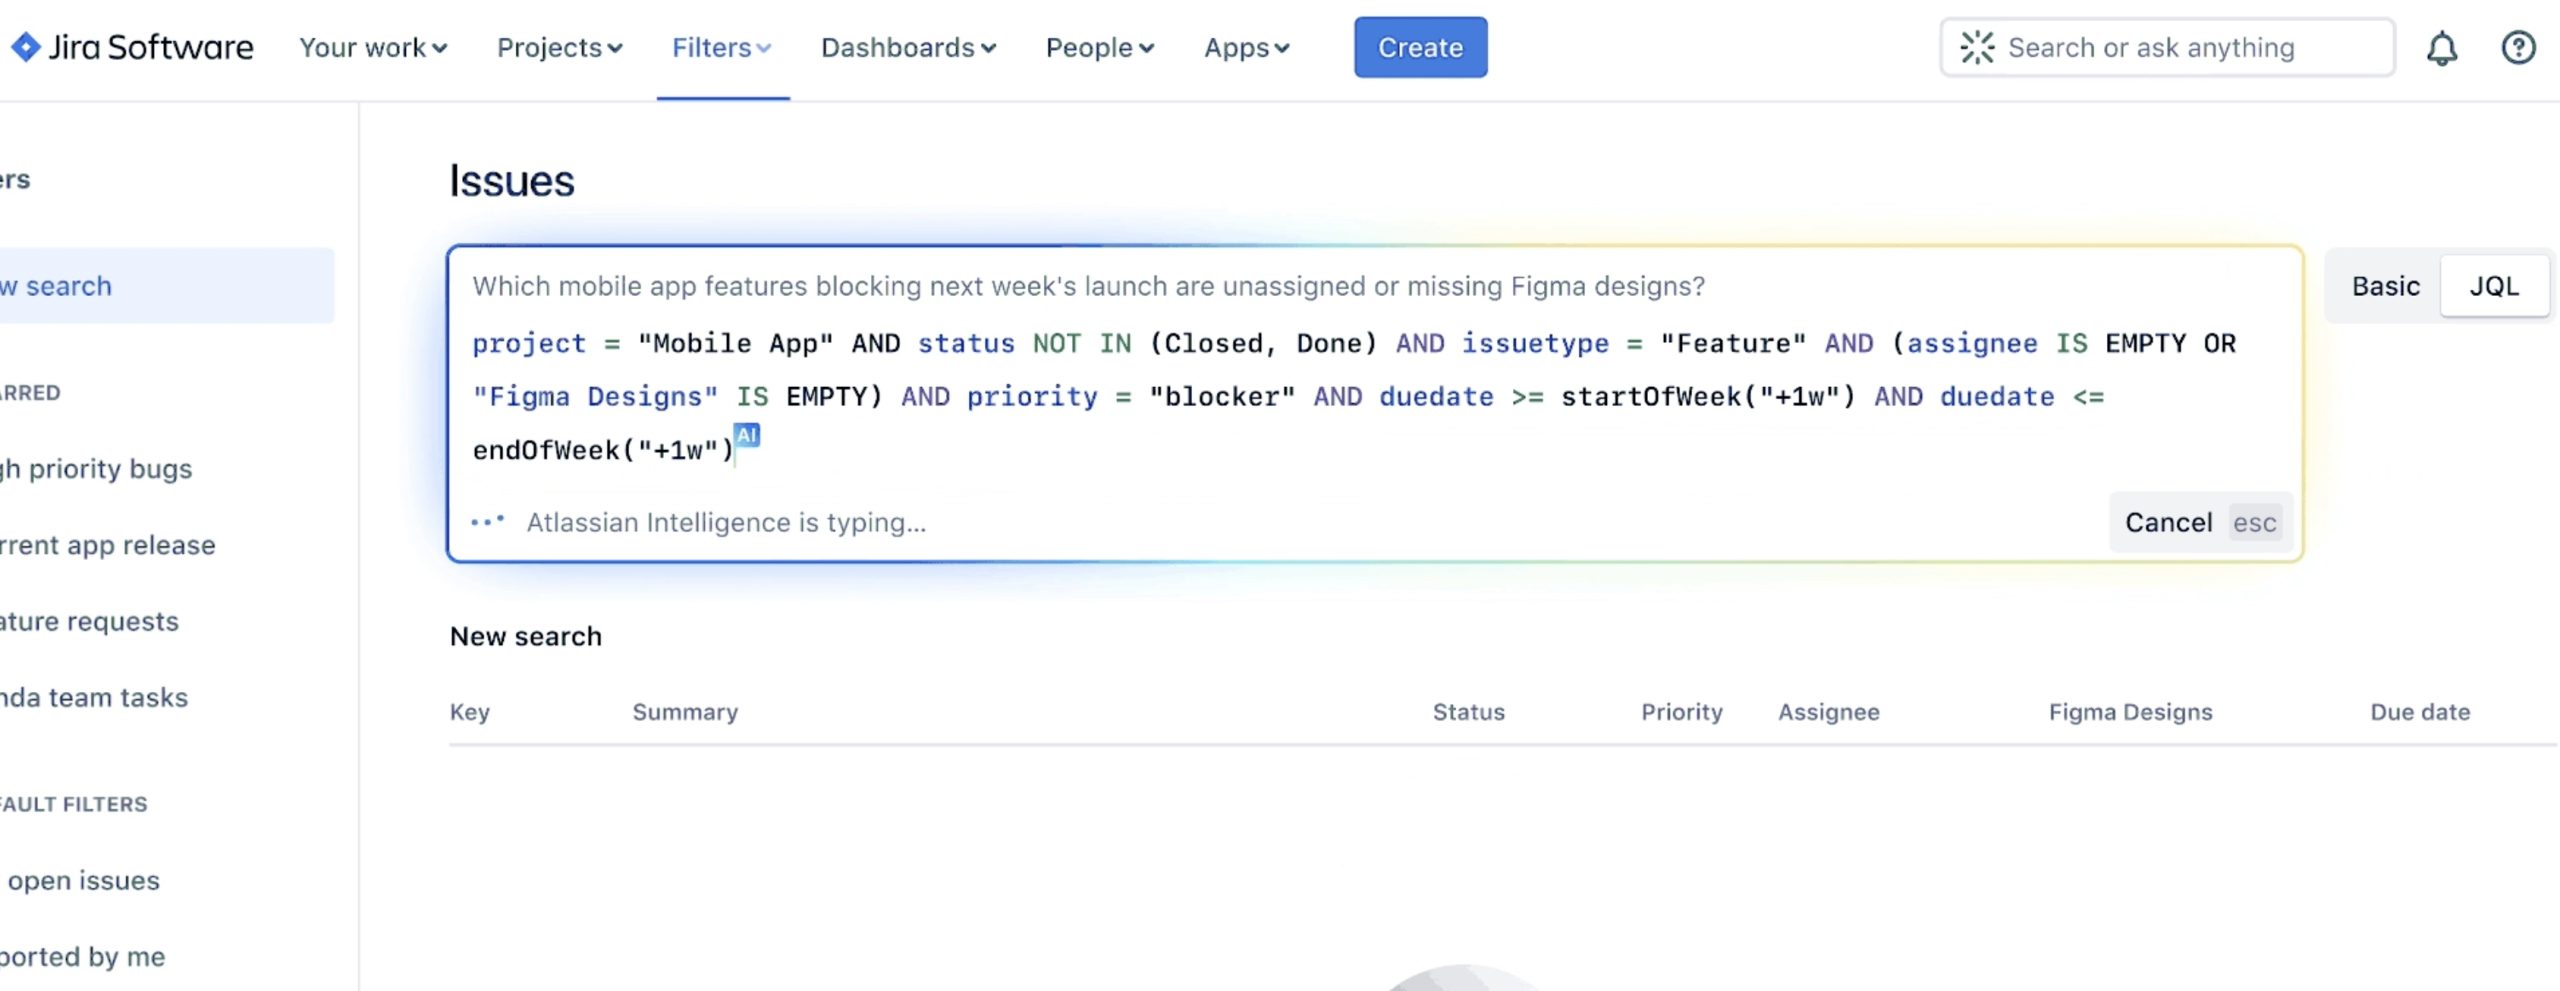 Jira Software Your work Projects Filters Dashboards People Apps Create Search or ask anything
ers
Issues
w search
Which mobile app features blocking next week's launch are unassigned or missing Figma designs?
Basic JQL
project = "Mobile App" AND status NOT IN (Closed, Done) AND issuetype = "Feature" AND (assignee IS EMPTY OR
"Figma Designs" IS EMPTY) AND priority = "blocker" AND duedate >= startOfWeek("+1w") AND duedate <=
endOfWeek("+1w")
AI
Atlassian Intelligence is typing...
Cancel esc
ARRED
gh priority bugs
rrent app release
ature requests
nda team tasks
FAULT FILTERS
open issues
ported by me
New search
Key Summary Status Priority Assignee Figma Designs Due date